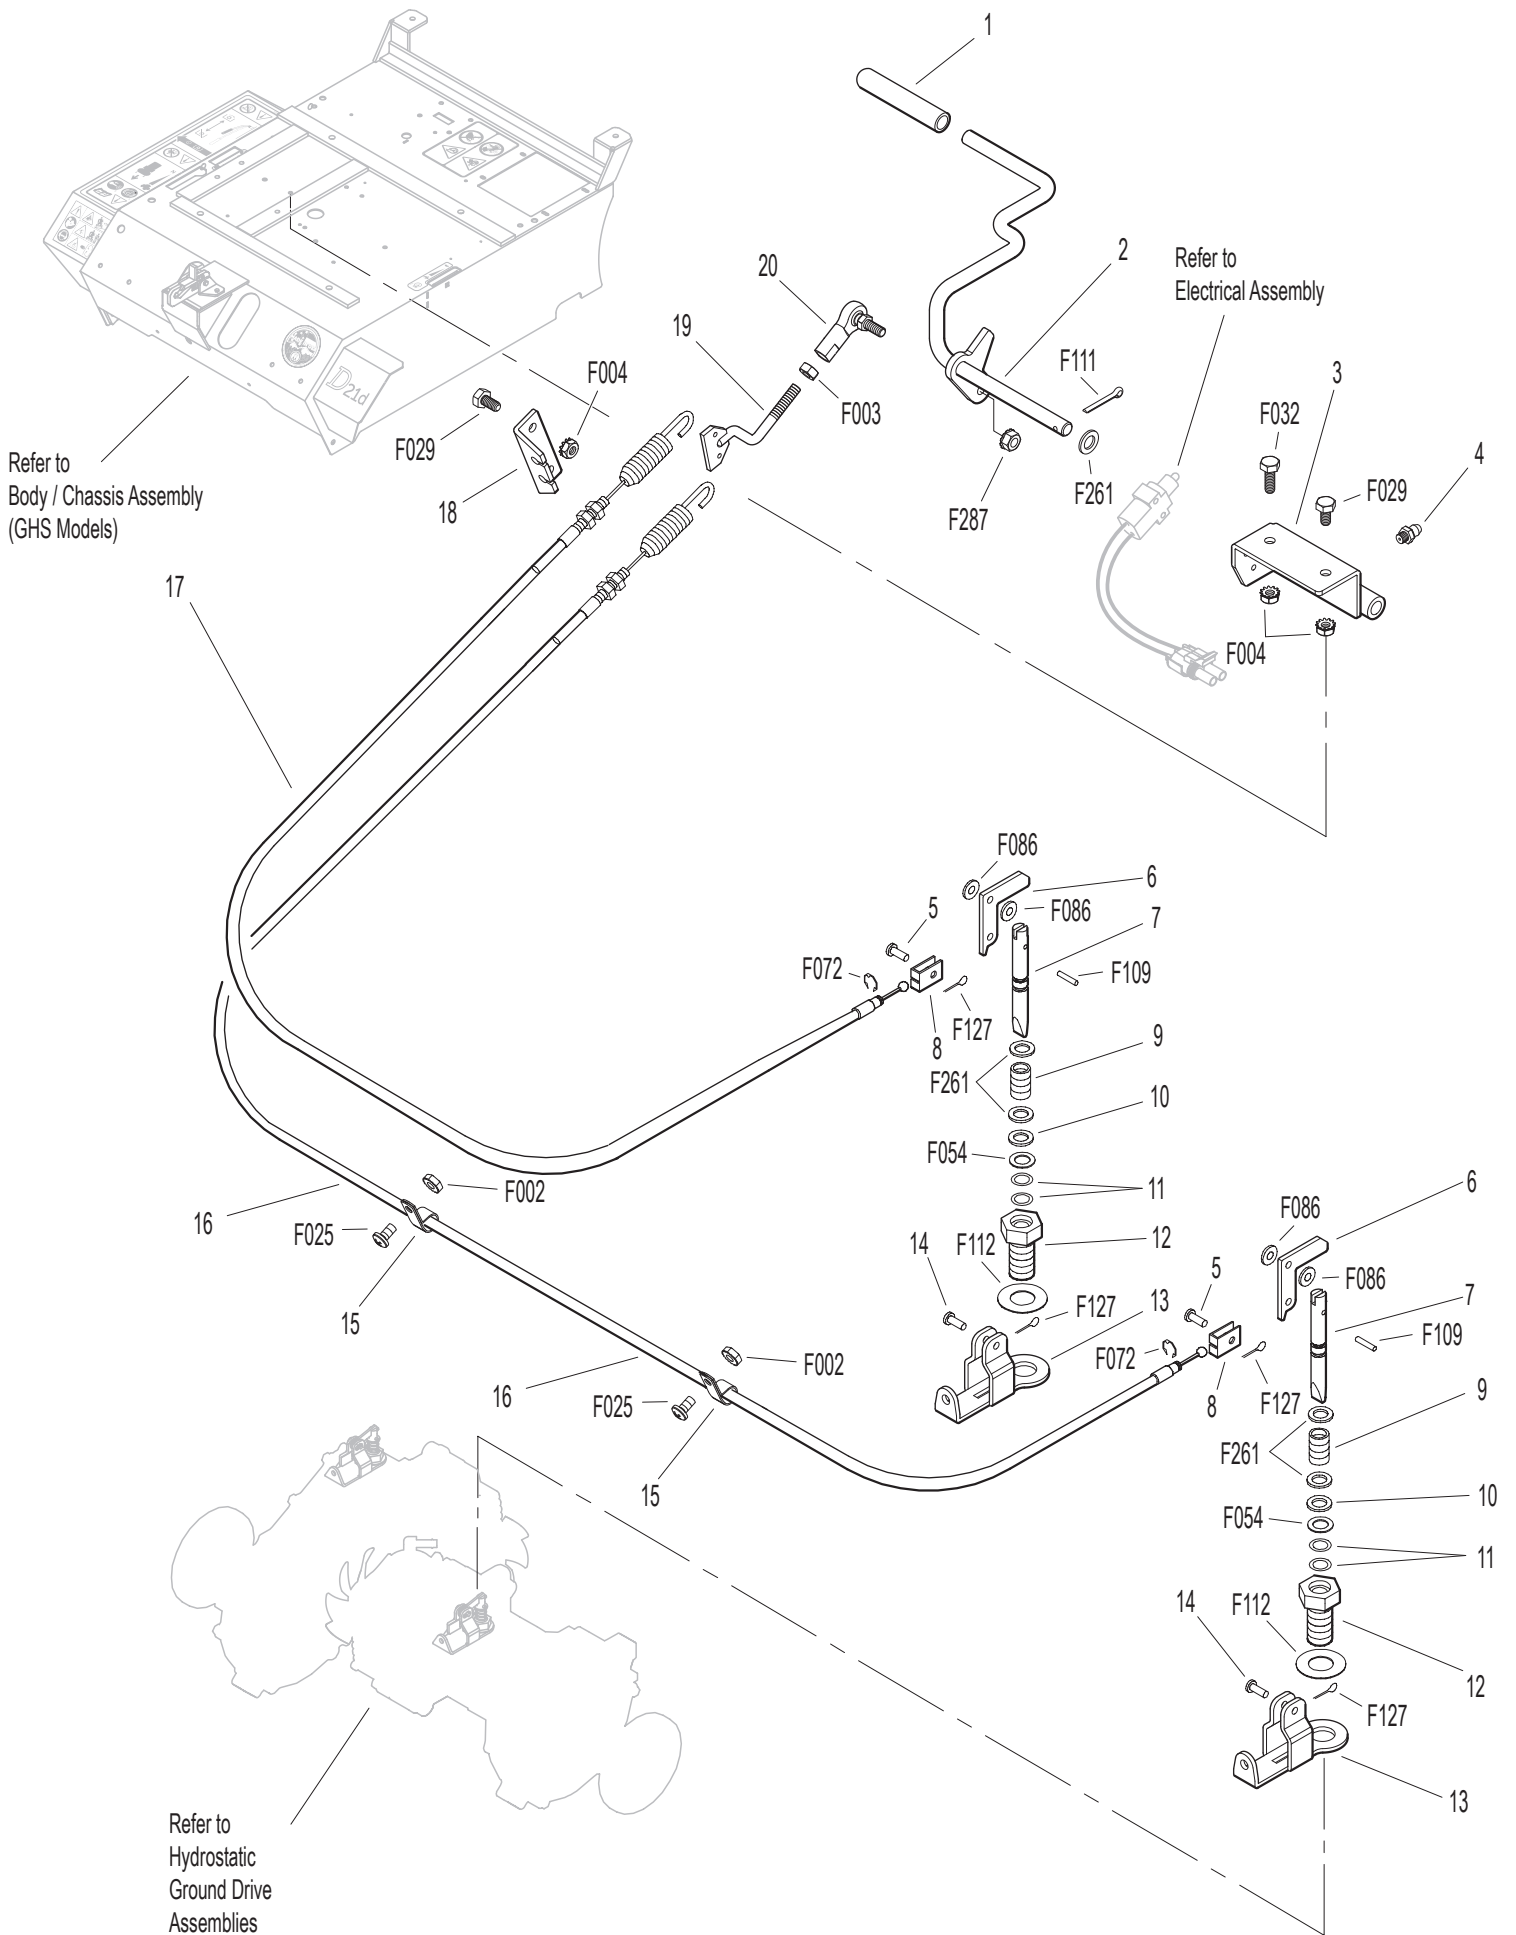 1
20
2
Refer to
Electrical Assembly
19
F004
F111
3
F003
F032
F029
4
Refer to
Body / Chassis Assembly
(GHS Models)
18
F287
F261
F029
D21d
17
F004
F086
6
5
F086
7
F072
F109
8
F127
9
F261
10
F054
11
F002
6
16
F025
F086
14
F112
12
5
F086
15
F127
13
7
F109
F072
F002
16
F025
8
F127
9
F261
15
10
F054
11
14
F112
12
F127
13
Refer to
Hydrostatic
Ground Drive
Assemblies